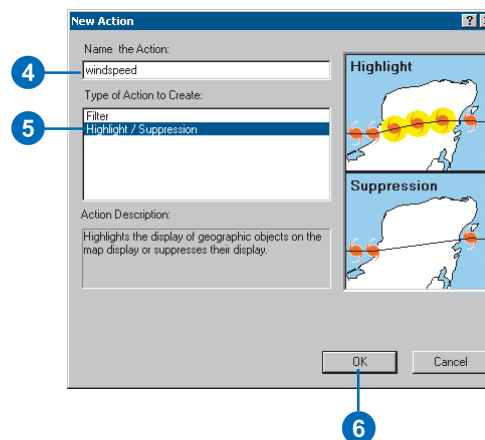 New Action
?
Name the Action:
4
windspeed
Type of Action to Create:
Filter
5
Highlight / Suppression
Action Description:
Highlights the display of geographic objects on the
map display or suppresses their display.
Highlight
Suppression
OK
Cancel
6